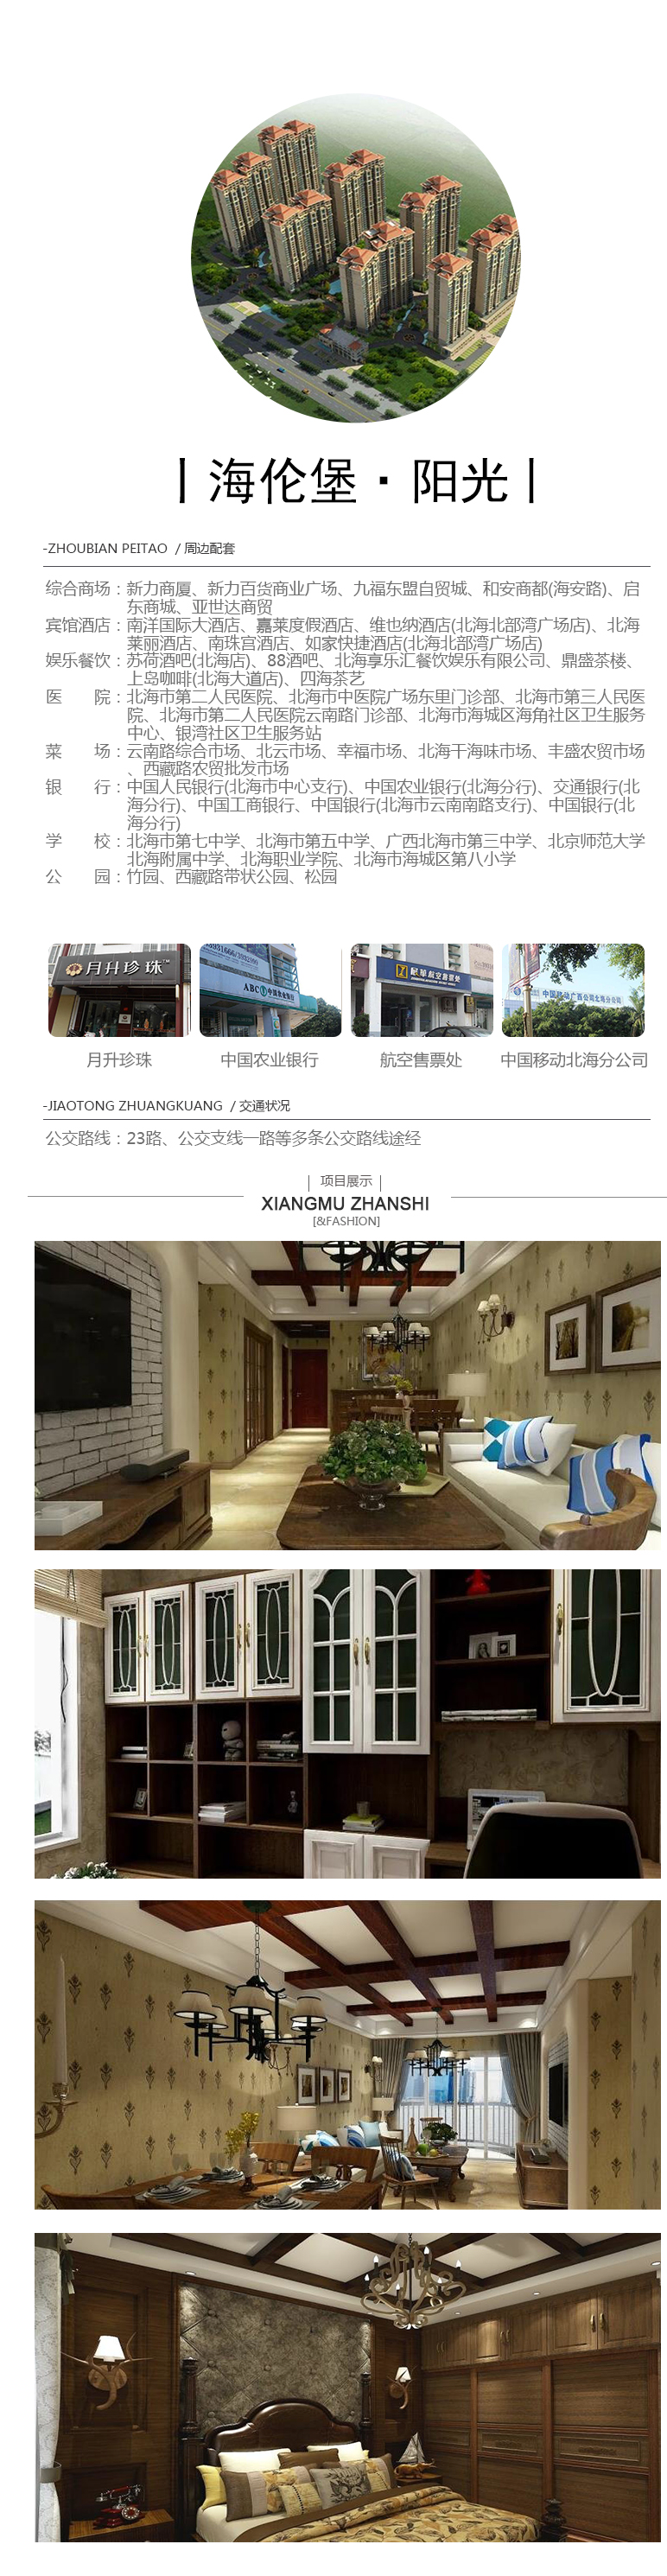 海伦堡·阳光
-ZHOUBIAN PEITAO / 周边配套
综合商场：新力商厦、新力百货商业广场、九福东盟自贸城、和安商都(海安路)、启
东商城、亚世达商贸
宾馆酒店：南洋国际大酒店、嘉莱度假酒店、维也纳酒店(北海北部湾广场店)、北海
莱丽酒店、南珠宫酒店、如家快捷酒店(北海北部湾广场店)
娱乐餐饮：苏荷酒吧(北海店)、88酒吧、北海享乐汇餐饮娱乐有限公司、鼎盛茶楼、
上岛咖啡(北海大道店)、四海茶艺
医 院：北海市第二人民医院、北海市中医院广场东里门诊部、北海市第三人民医
院、北海市第二人民医院云南路门诊部、北海市海城区海角社区卫生服务
中心、银湾社区卫生服务站
菜 场：云南路综合市场、北云市场、幸福市场、北海干海味市场、丰盛农贸市场
、西藏路农贸批发市场
银 行：中国人民银行(北海市中心支行)、中国农业银行(北海分行)、交通银行(北
海分行)、中国工商银行、中国银行(北海市云南南路支行)、中国银行(北
海分行)
学 校：北海市第七中学、北海市第五中学、广西北海市第三中学、北京师范大学
北海附属中学、北海职业学院、北海市海城区第八小学
公 园：竹园、西藏路带状公园、松园
月升珍珠™
ABC 中国农业银行
航空售票处
中国移动广西公司北海分公司
月升珍珠
中国农业银行
航空售票处
中国移动北海分公司
-JIAOTONG ZHUANGKUANG / 交通状况
公交路线：23路、公交支线一路等多条公交路线途经
项目展示
XIANGMU ZHANSHI
[&FASHION]